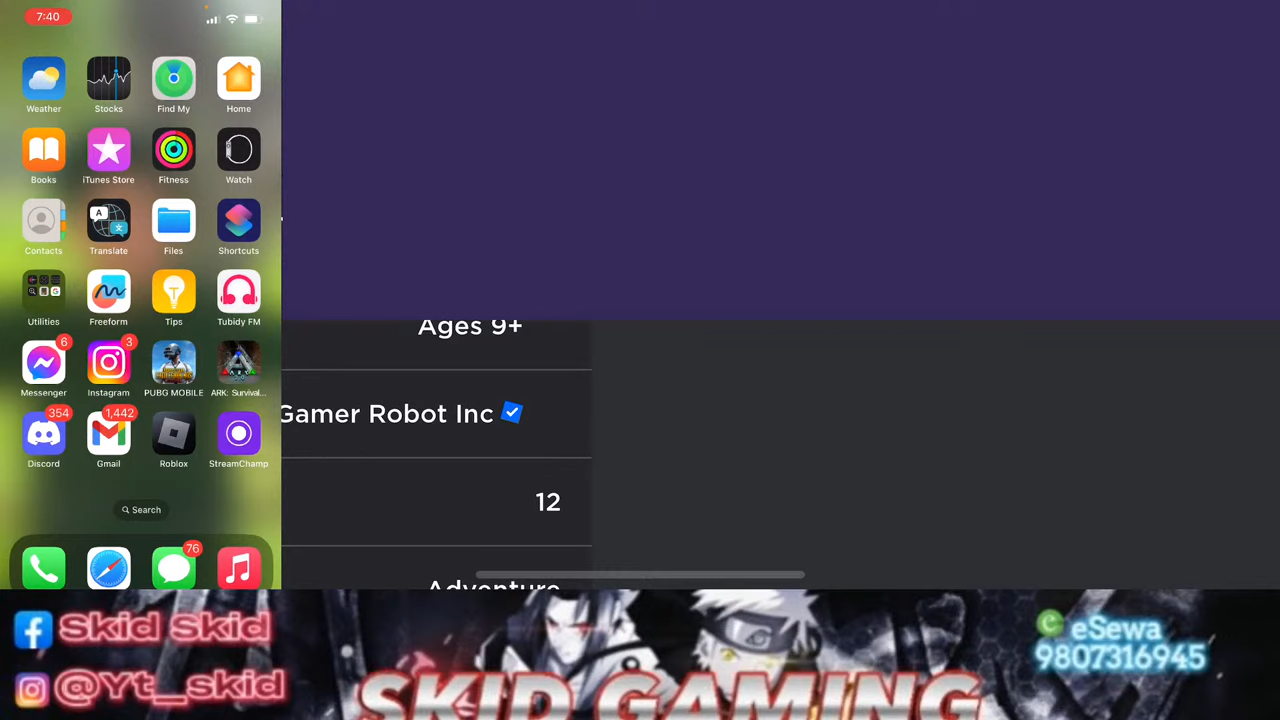 7:40
Weather Stocks Find My Home
Books iTunes Store Fitness Watch
Contacts Translate Files Shortcuts
Utilities Freeform Tips Tubidy FM
6 3
Messenger Instagram PUBG MOBILE ARK: Survival...
354 1,442
Discord Gmail Roblox StreamChamp
Search
76
Ages 9+
Gamer Robot Inc
12
Adventure
Skid Skid
@Yt_skid
SKID GAMING
eSewa
9807316945